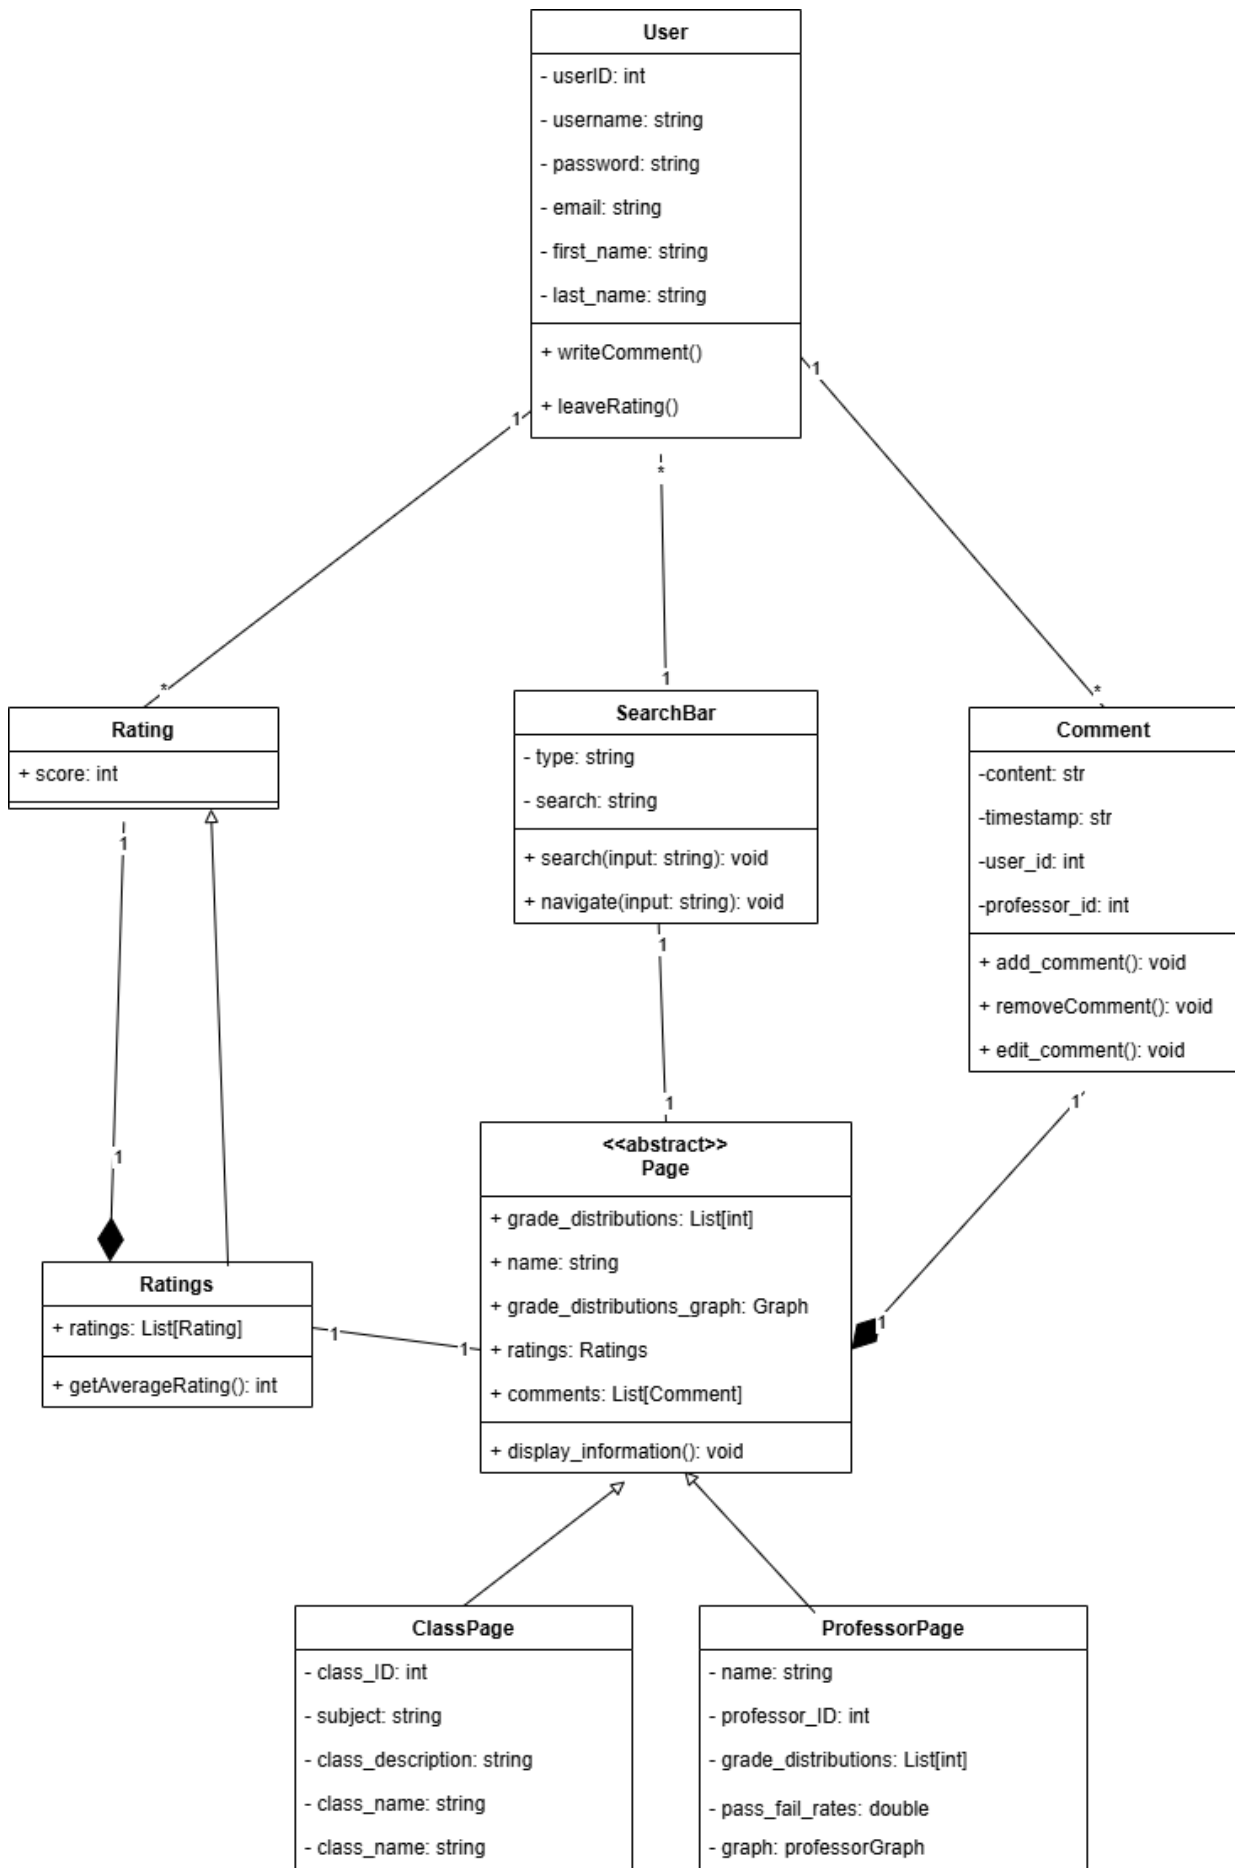 User
- userID: int
- username: string
- password: string
- email: string
- first_name: string
- last_name: string
+ writeComment()
+ leaveRating()
1
1
*
*
1
*
Rating
+ score: int
1
SearchBar
- type: string
- search: string
+ search(input: string): void
+ navigate(input: string): void
1
Comment
-content: str
-timestamp: str
-user_id: int
-professor_id: int
+ add_comment(): void
+ removeComment(): void
+ edit_comment(): void
1
1
1
<<abstract>>
Page
+ grade_distributions: List[int]
+ name: string
+ grade_distributions_graph: Graph
+ ratings: Ratings
+ comments: List[Comment]
+ display_information(): void
1
Ratings
+ ratings: List[Rating]
+ getAverageRating(): int
1
1
ClassPage
- class_ID: int
- subject: string
- class_description: string
- class_name: string
- class_name: string
ProfessorPage
- name: string
- professor_ID: int
- grade_distributions: List[int]
- pass_fail_rates: double
- graph: professorGraph